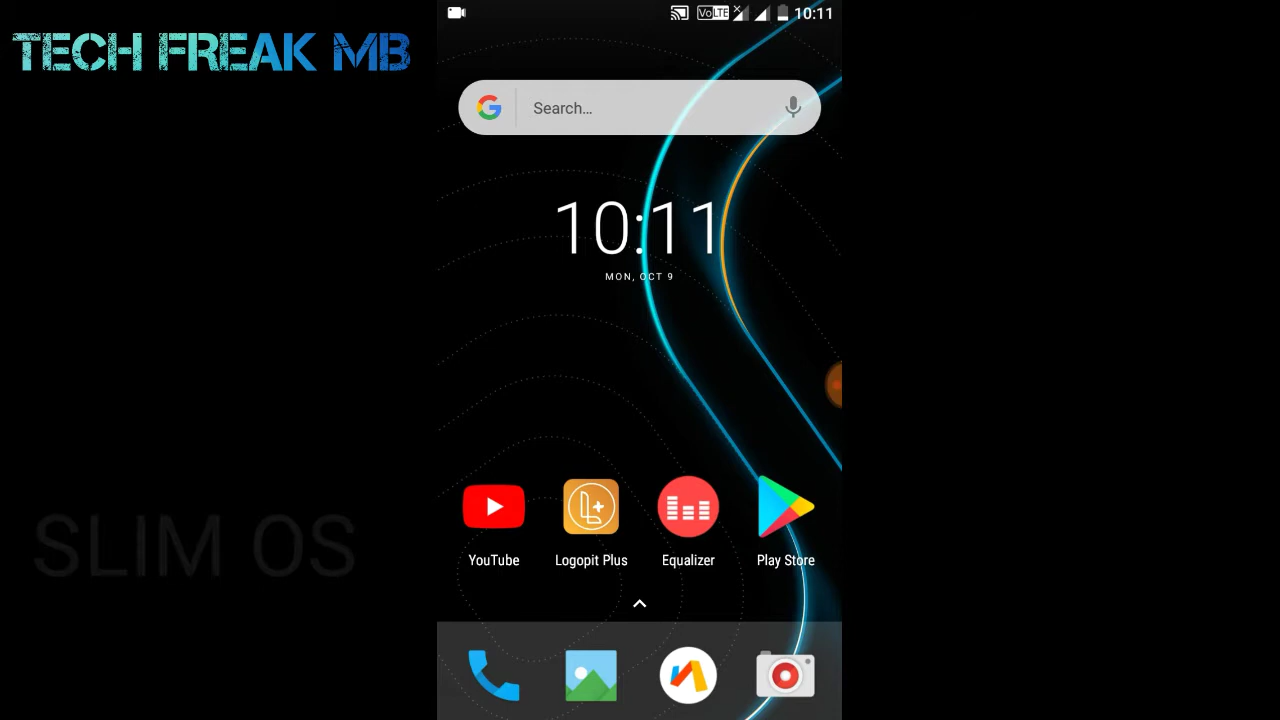 VoLTE 10:11
TECH FREAK MB
Search...
10:11
MON, OCT 9
YouTube Logopit Plus Equalizer Play Store
SLIM OS